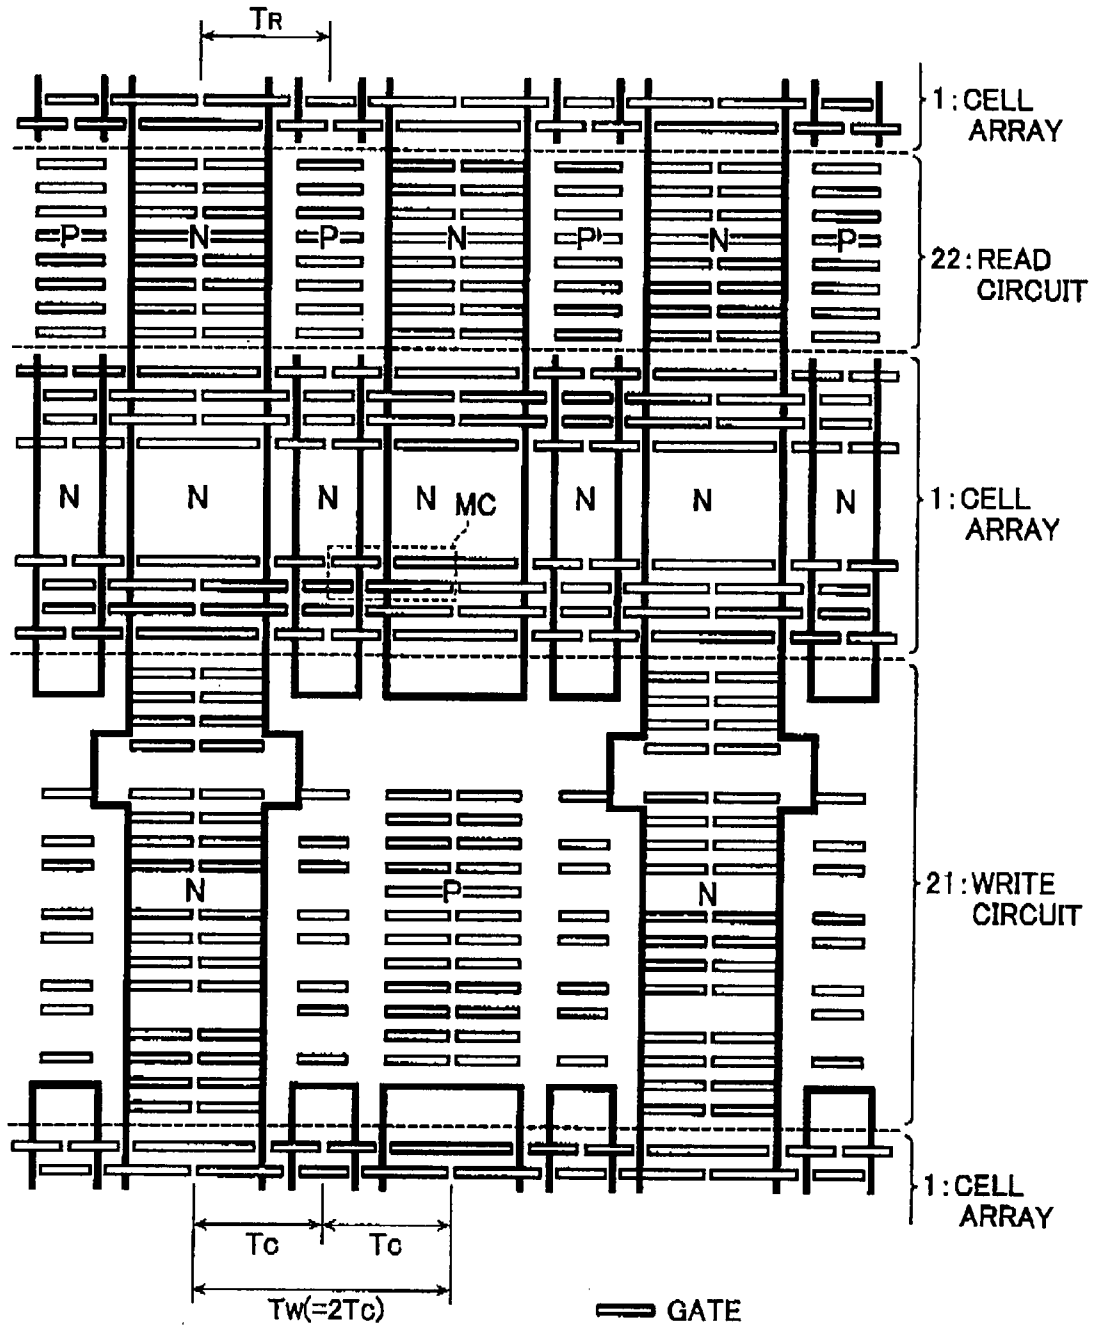 TR
1:CELL
ARRAY
P N P N P N P
22:READ
CIRCUIT
N N N N N N N
MC
1:CELL
ARRAY
N P N
21:WRITE
CIRCUIT
1:CELL
ARRAY
TC TC
TW(=2TC)
GATE